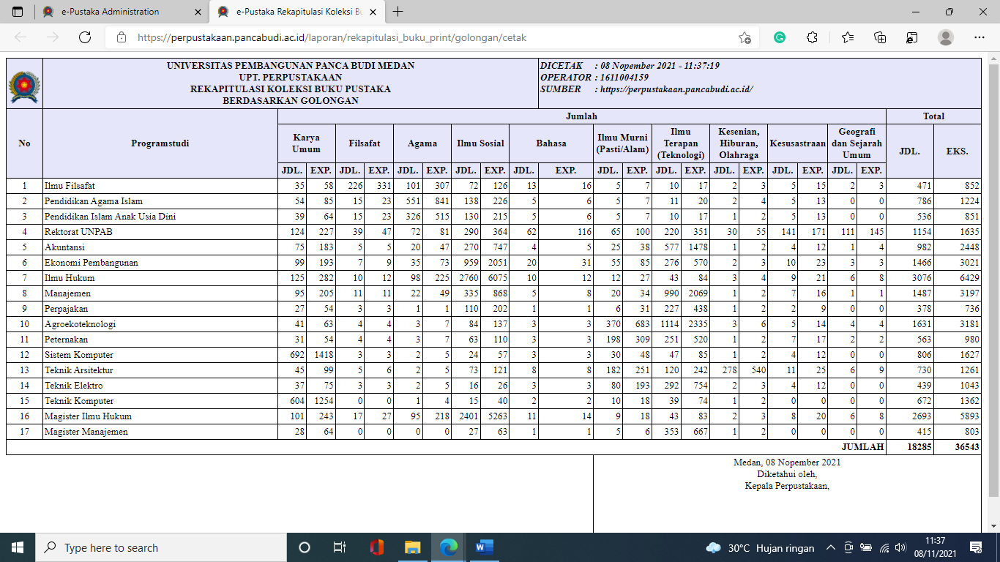 e-Pustaka Administration
e-Pustaka Rekapitulasi Koleksi Bu
https://perpustakaan.pancabudi.ac.id/laporan/rekapitulasi_buku_print/golongan/cetak
UNIVERSITAS PEMBANGUNAN PANCA BUDI MEDAN
UPT. PERPUSTAKAAN
REKAPITULASI KOLEKSI BUKU PUSTAKA
BERDASARKAN GOLONGAN
DICETAK : 08 Nopember 2021 - 11:37:19
OPERATOR : 1611004159
SUMBER : https://perpustakaan.pancabudi.ac.id/
No Programstudi Jumlah Total
Karya Umum Filsafat Agama Ilmu Sosial Bahasa Ilmu Murni (Pasti/Alam) Ilmu Terapan (Teknologi) Kesenian, Hiburan, Olahraga Kesusastraan Geografi dan Sejarah Umum JDL. EKS.
JDL. EXP. JDL. EXP. JDL. EXP. JDL. EXP. JDL. EXP. JDL. EXP. JDL. EXP. JDL. EXP. JDL. EXP. JDL. EXP.
1 Ilmu Filsafat 35 58 226 331 101 307 72 126 13 16 5 7 10 17 2 3 5 15 2 3 471 852
2 Pendidikan Agama Islam 54 85 15 23 551 841 138 226 5 6 5 7 11 20 2 4 5 13 0 0 786 1224
3 Pendidikan Islam Anak Usia Dini 39 64 15 23 326 515 130 215 5 6 5 7 10 17 1 2 5 13 0 0 536 851
4 Rektorat UNPAB 124 227 39 47 72 81 290 364 62 116 65 100 220 351 30 55 141 171 111 145 1154 1635
5 Akuntansi 75 183 5 5 20 47 270 747 4 5 25 38 577 1478 1 2 4 12 1 4 982 2448
6 Ekonomi Pembangunan 99 193 7 9 35 73 959 2051 20 31 55 85 276 570 2 3 10 23 3 3 1466 3021
7 Ilmu Hukum 125 282 10 12 98 225 2760 6075 10 12 12 27 43 84 3 4 9 21 6 8 3076 6429
8 Manajemen 95 205 11 11 22 49 335 868 5 8 20 34 990 2069 1 2 7 16 1 1 1487 3197
9 Perpajakan 27 54 3 3 1 1 110 202 1 1 6 31 227 438 1 2 2 9 0 0 378 736
10 Agroekoteknologi 41 63 4 4 3 7 84 137 3 3 370 683 1114 2335 3 6 5 14 4 4 1631 3181
11 Peternakan 31 54 4 4 3 7 63 110 3 3 198 309 251 520 1 2 7 17 2 2 563 980
12 Sistem Komputer 692 1418 3 3 2 5 24 57 3 3 30 48 47 85 1 2 4 12 0 0 806 1627
13 Teknik Arsitektur 45 99 5 6 2 5 73 121 8 8 182 251 120 242 278 540 11 25 6 9 730 1261
14 Teknik Elektro 37 75 3 3 2 5 16 26 3 3 80 193 292 754 2 3 4 12 0 0 439 1043
15 Teknik Komputer 604 1254 0 0 1 4 15 40 2 2 10 18 39 74 1 2 0 0 0 0 672 1362
16 Magister Ilmu Hukum 101 243 17 27 95 218 2401 5263 11 14 9 18 43 83 2 3 8 20 6 8 2693 5893
17 Magister Manajemen 28 64 0 0 0 0 27 63 1 1 5 6 353 667 1 2 0 0 0 0 415 803
JUMLAH 18285 36543
Medan, 08 Nopember 2021
Diketahui oleh,
Kepala Perpustakaan,
Type here to search
30°C Hujan ringan
11:37
08/11/2021